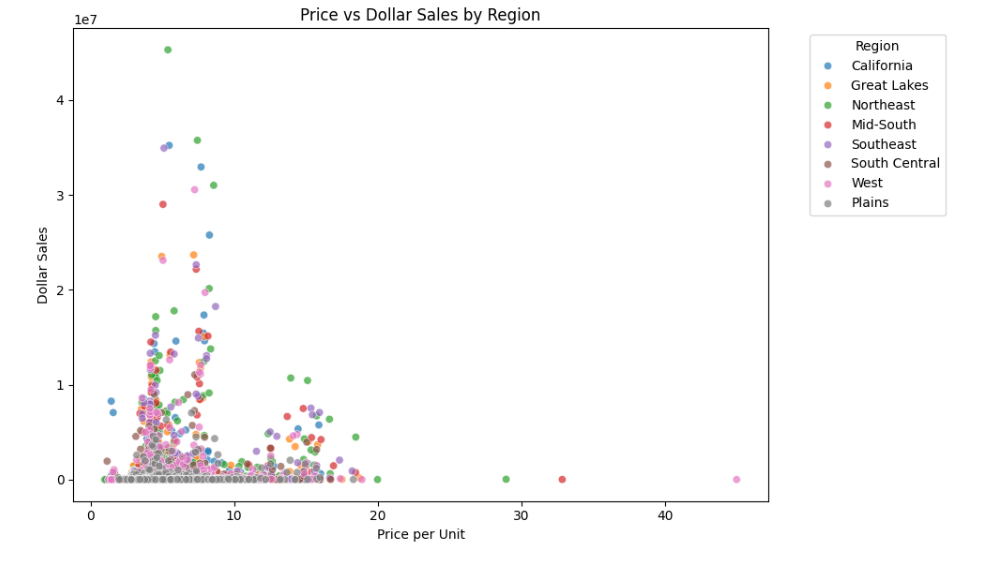 Price vs Dollar Sales by Region
1e7
Region
California
Great Lakes
Northeast
Mid-South
Southeast
South Central
West
Plains
4
3
2
1
0
Dollar Sales
0 10 20 30 40
Price per Unit